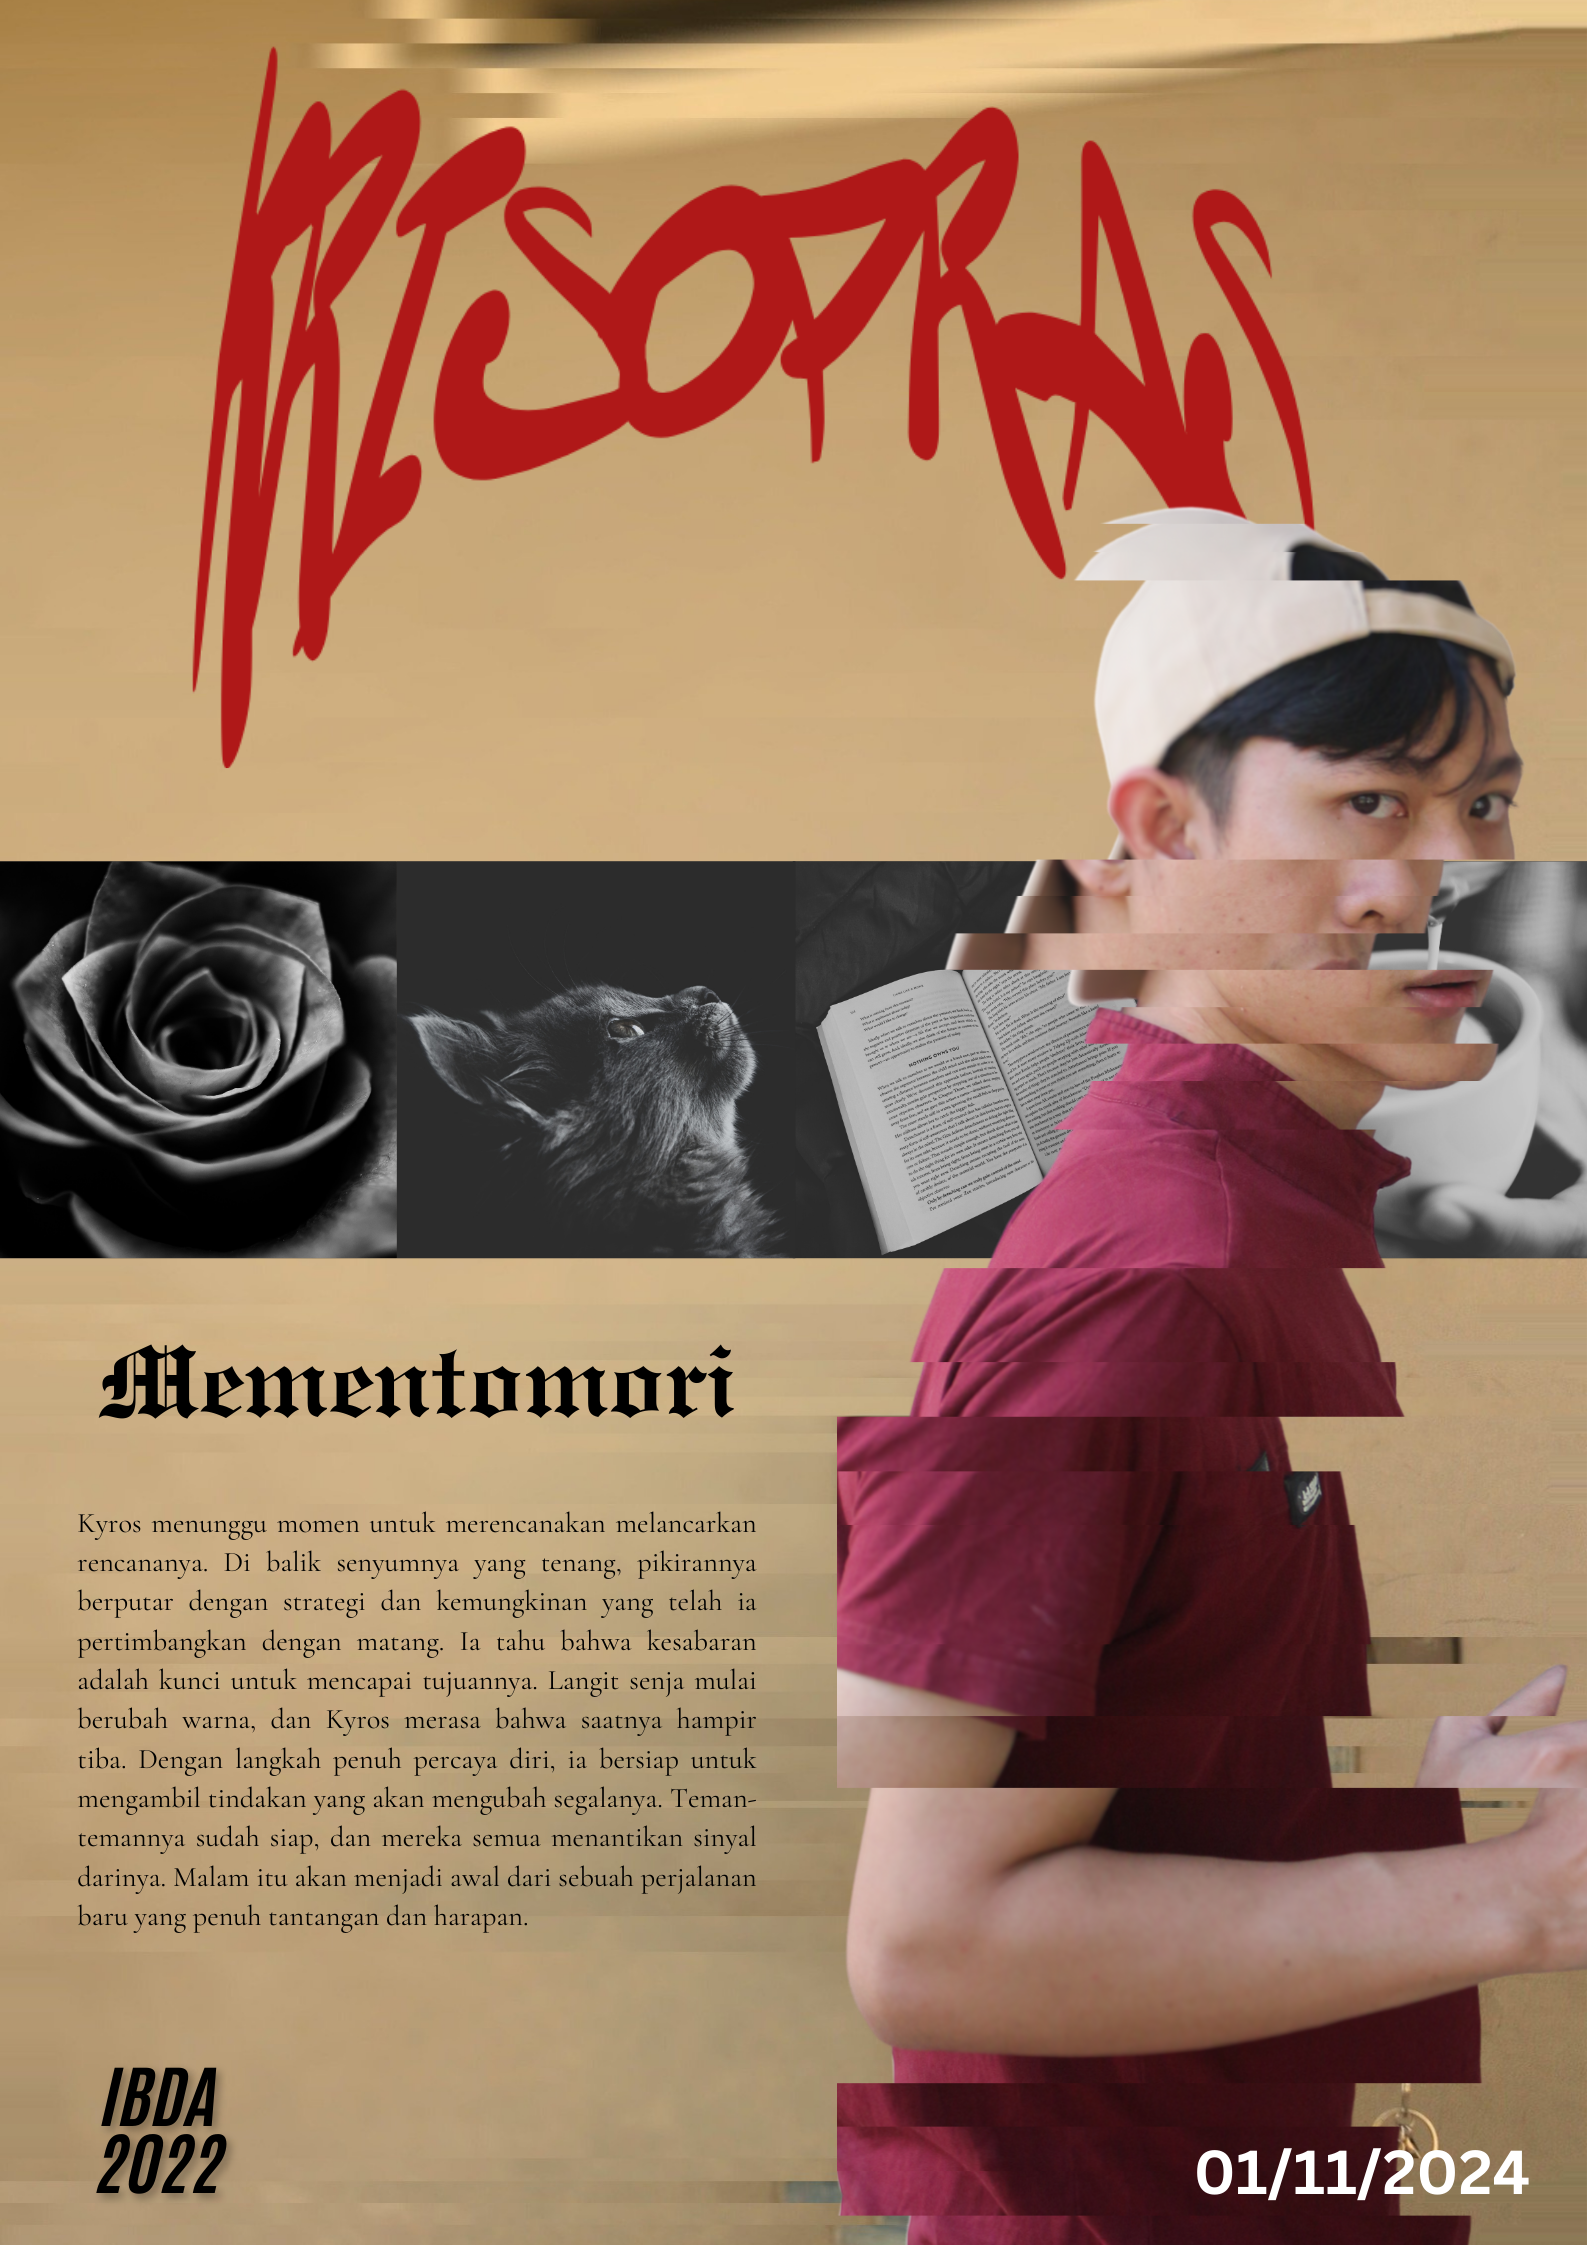 KRISOPRAS
NOTHING OWNS YOU
Mementomori
Kyros menunggu momen untuk merencanakan melancarkan
rencananya. Di balik senyumnya yang tenang, pikirannya
berputar dengan strategi dan kemungkinan yang telah ia
pertimbangkan dengan matang. Ia tahu bahwa kesabaran
adalah kunci untuk mencapai tujuannya. Langit senja mulai
berubah warna, dan Kyros merasa bahwa saatnya hampir
tiba. Dengan langkah penuh percaya diri, ia bersiap untuk
mengambil tindakan yang akan mengubah segalanya. Teman-
temannya sudah siap, dan mereka semua menantikan sinyal
darinya. Malam itu akan menjadi awal dari sebuah perjalanan
baru yang penuh tantangan dan harapan.
IBDA
2022
01/11/2024